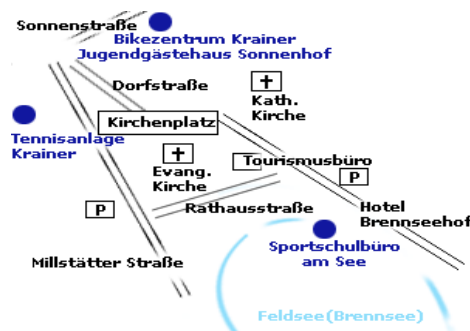 Sonnenstraße
Bikezentrum Krainer
Jugendgästehaus Sonnenhof
Dorfstraße
Kath.
Kirche
Kirchenplatz
Tennisanlage
Krainer
Evang.
Kirche
Tourismusbüro
P
P
Rathausstraße
Hotel
Brennseehof
Sportschulbüro
am See
Millstätter Straße
Feldsee(Brennsee)